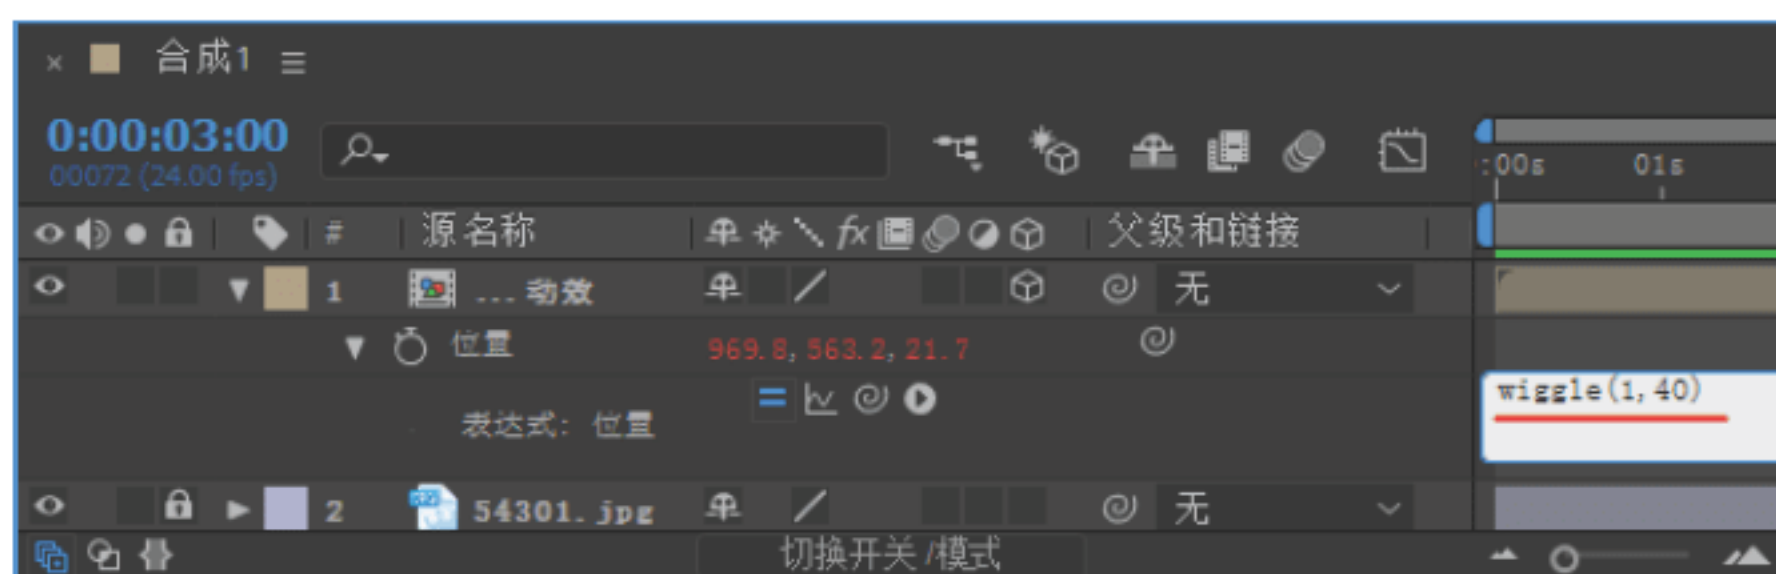 合成1
0:00:03:00
00072 (24.00 fps)
:00s 01s
# 源名称 fx 父级和链接
1 ... 动效 无
位置 969.8, 563.2, 21.7
wiggle(1,40)
表达式: 位置
2 54301.jpg 无
切换开关 /模式